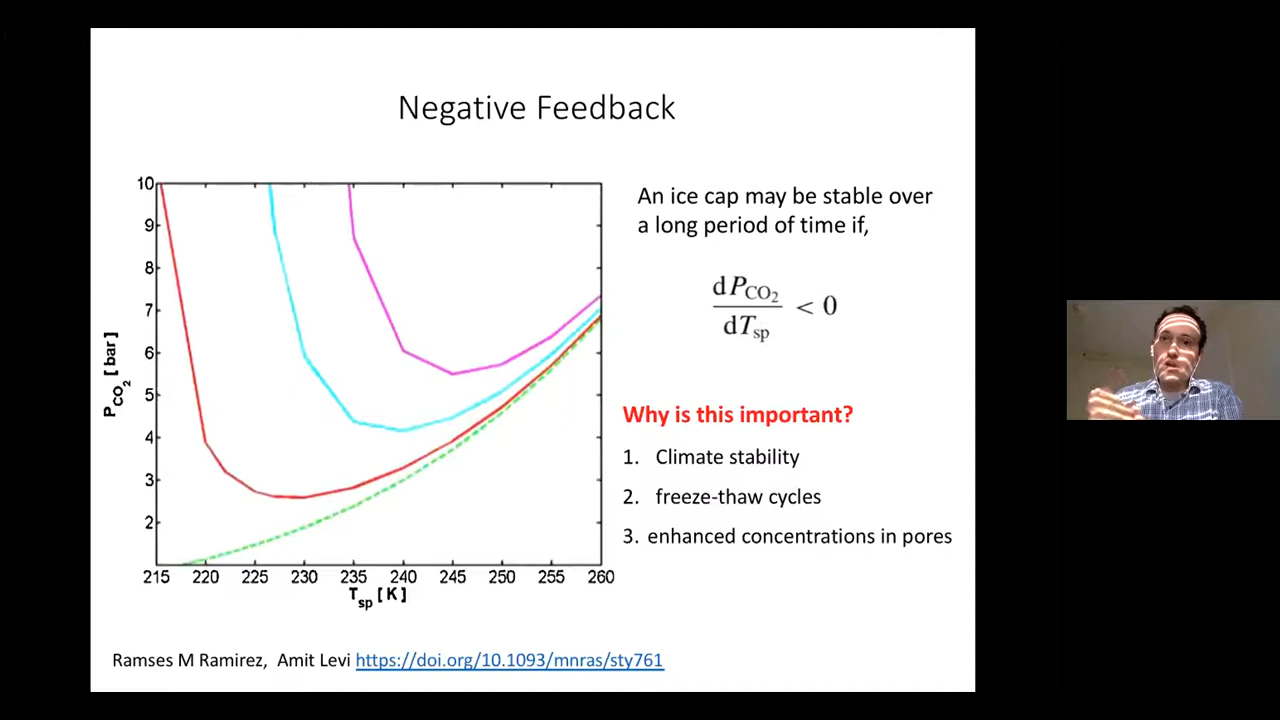 Negative Feedback
10
9
8
7
6
5
4
3
2
P_CO2 [ bar ]
215 220 225 230 235 240 245 250 255 260
T_sp [ K ]
An ice cap may be stable over
a long period of time if,
dP_CO2
/ dT_sp < 0
Why is this important?
1. Climate stability
2. freeze-thaw cycles
3. enhanced concentrations in pores
Ramses M Ramirez, Amit Levi https://doi.org/10.1093/mnras/sty761